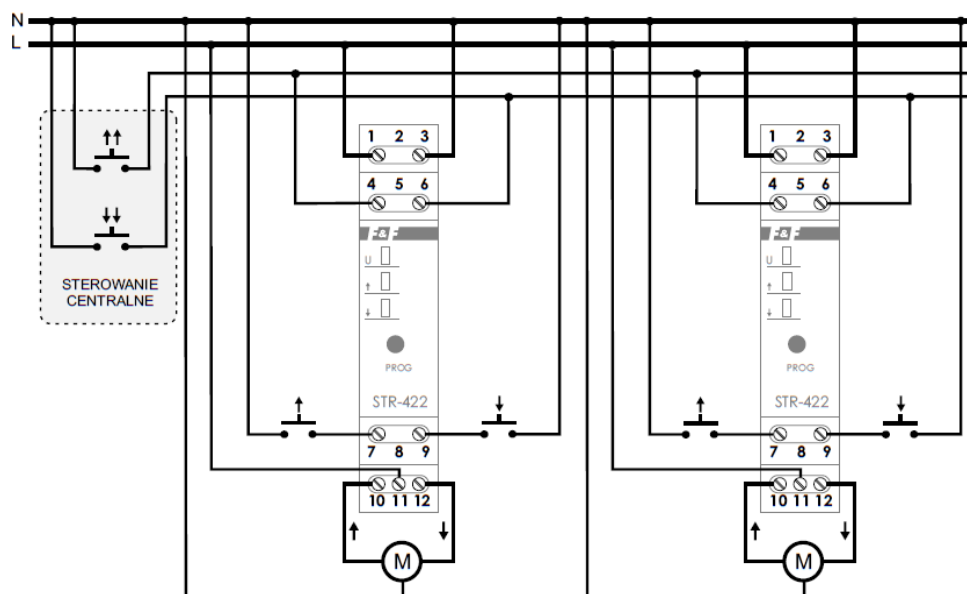 N
L
1 2 3
4 5 6
F&F
U
PROG
STR-422
7 8 9
10 11 12
M
1 2 3
4 5 6
F&F
U
PROG
STR-422
7 8 9
10 11 12
M
STEROWANIE
CENTRALNE